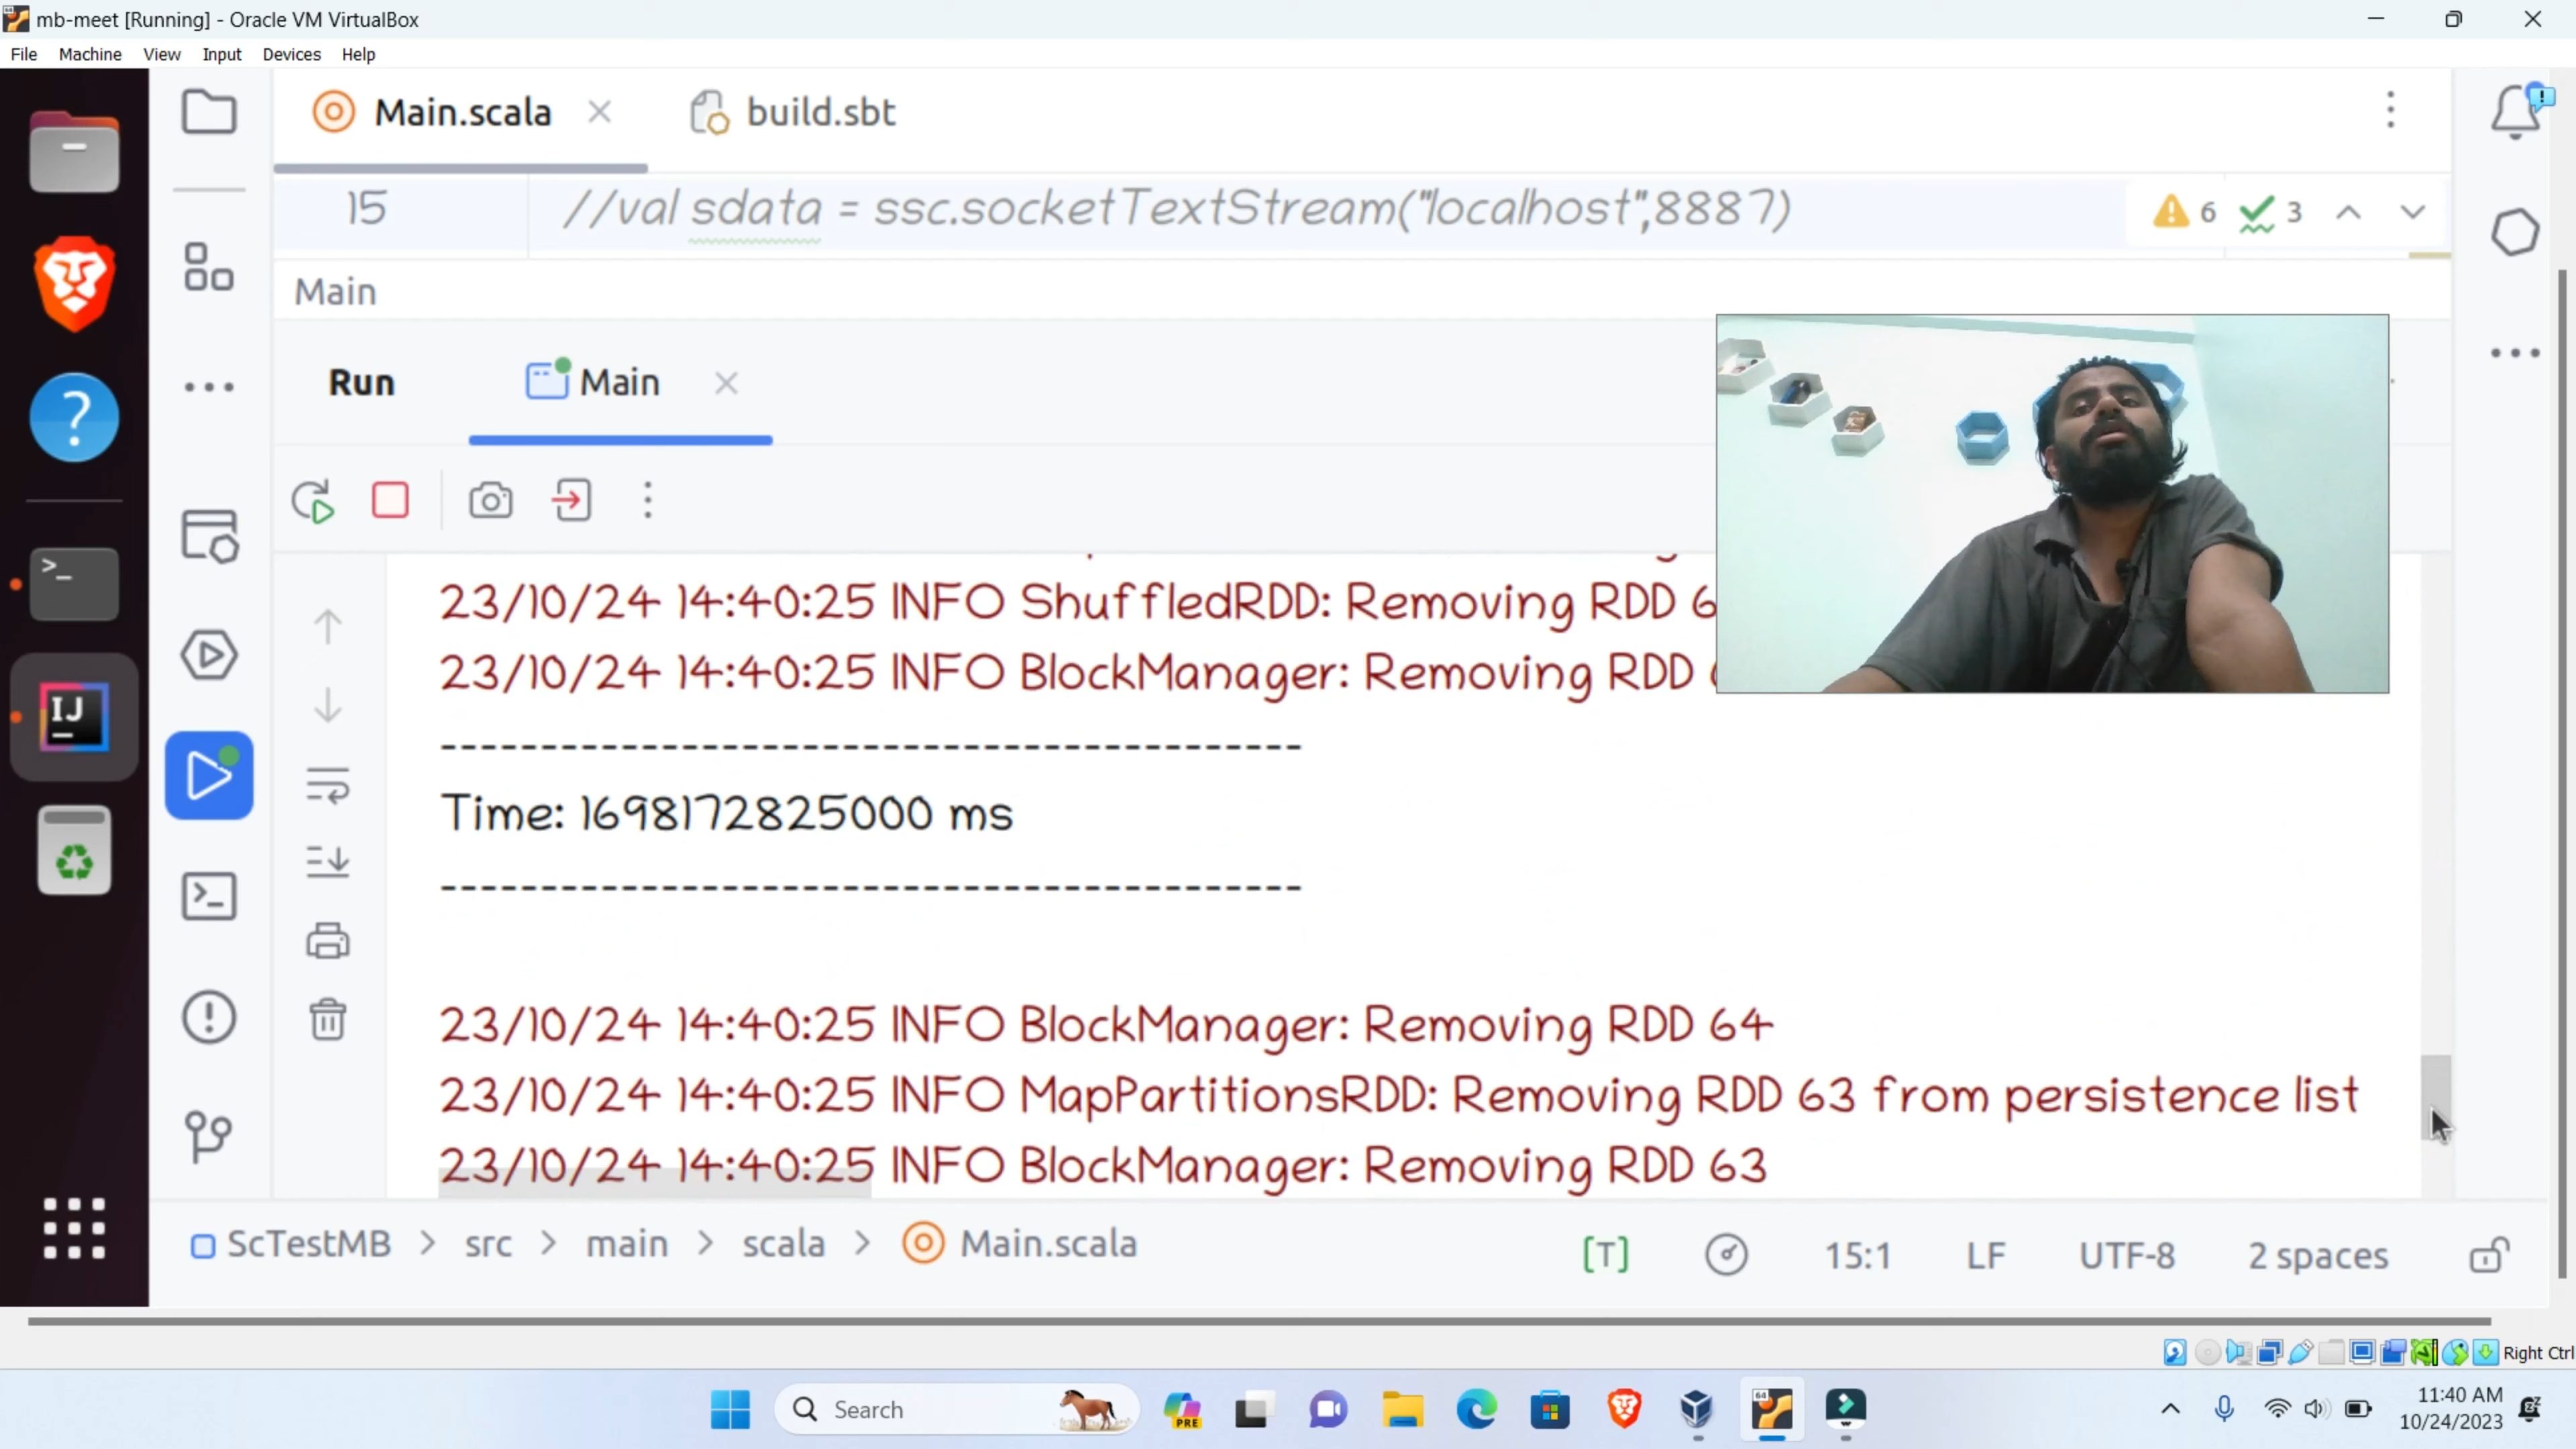 mb-meet [Running] - Oracle VM VirtualBox
File Machine View Input Devices Help
Main.scala
build.sbt
15 //val sdata = ssc.socketTextStream("localhost",8887)
6 3
Main
Run Main
23/10/24 14:40:25 INFO ShuffledRDD: Removing RDD
23/10/24 14:40:25 INFO BlockManager: Removing RDD
-------------------------------------------
Time: 1698172825000 ms
-------------------------------------------
23/10/24 14:40:25 INFO BlockManager: Removing RDD 64
23/10/24 14:40:25 INFO MapPartitionsRDD: Removing RDD 63 from persistence list
23/10/24 14:40:25 INFO BlockManager: Removing RDD 63
ScTestMB > src > main > scala > Main.scala
[T] 15:1 LF UTF-8 2 spaces
Right Ctrl
Search
PRE
64
11:40 AM
10/24/2023